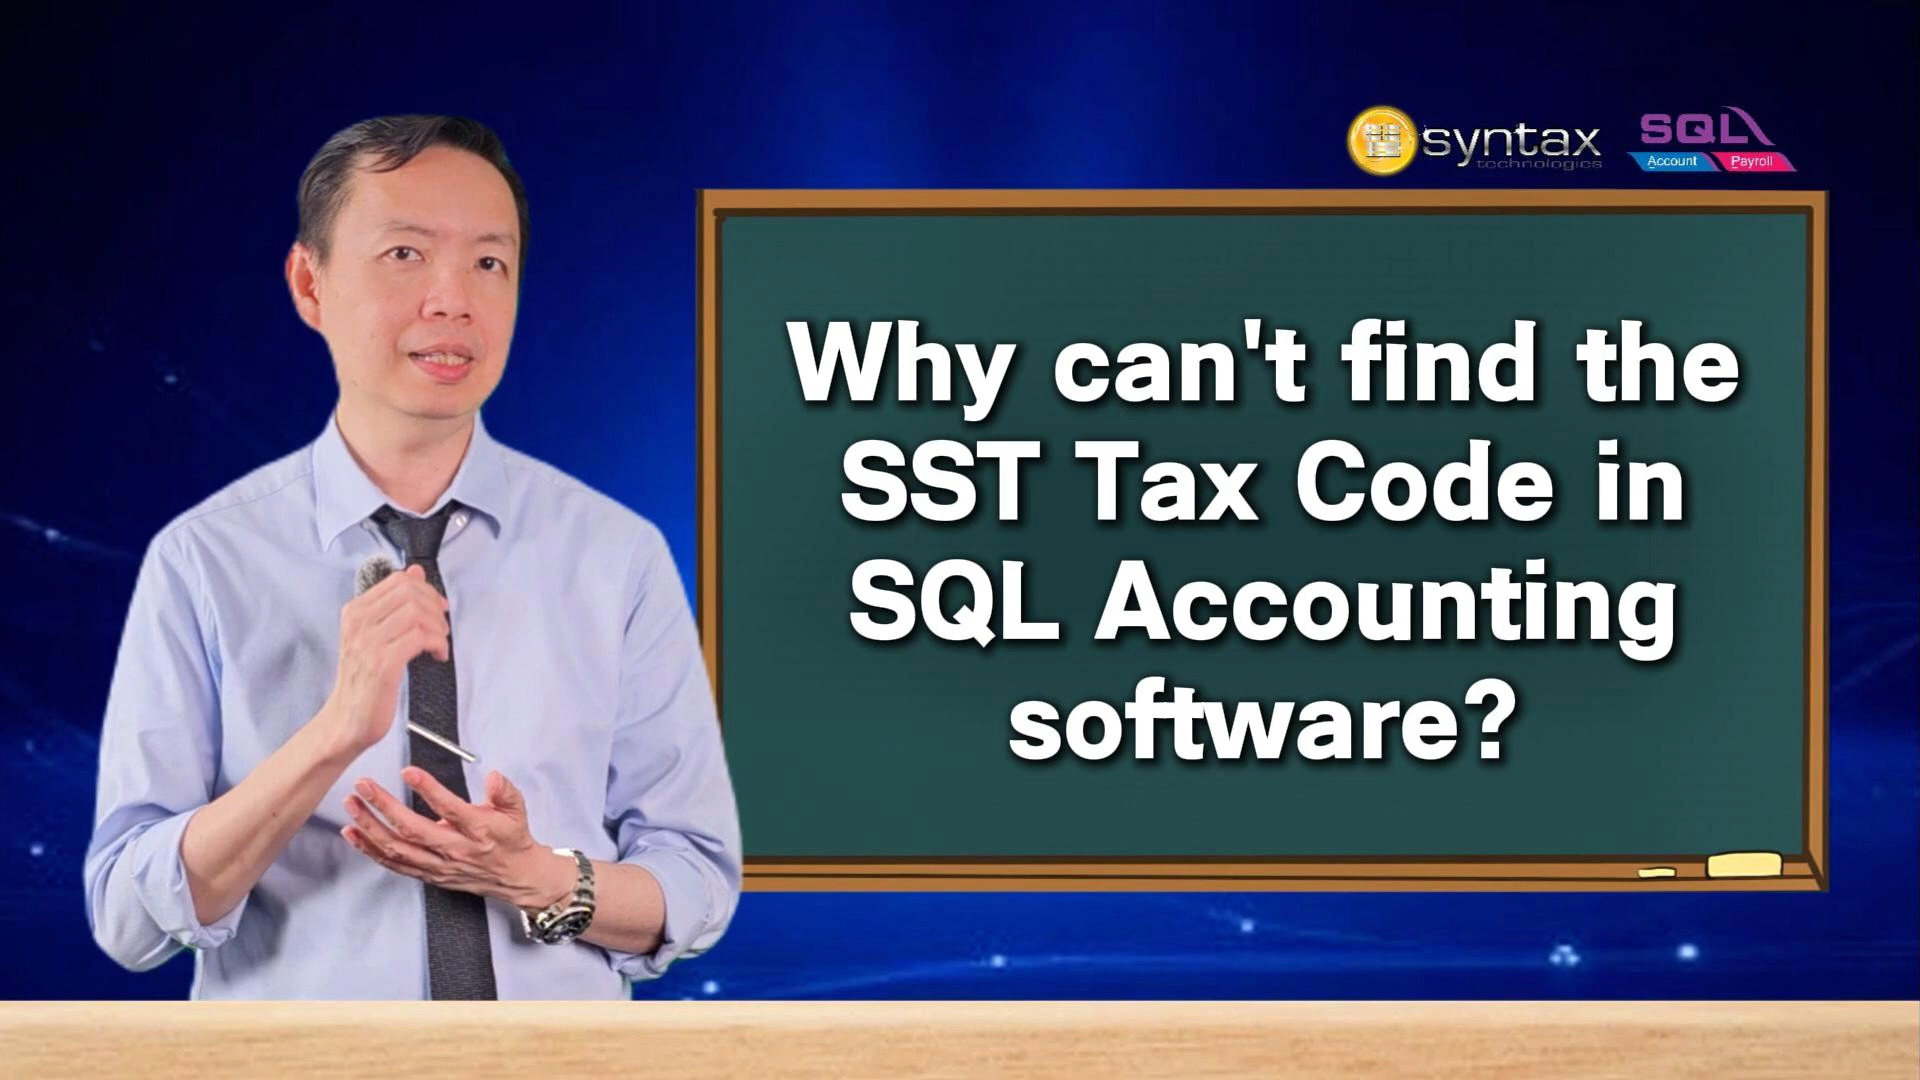 syntax
technologies
SQL
Account Payroll
Why can't find the
SST Tax Code in
SQL Accounting
software?